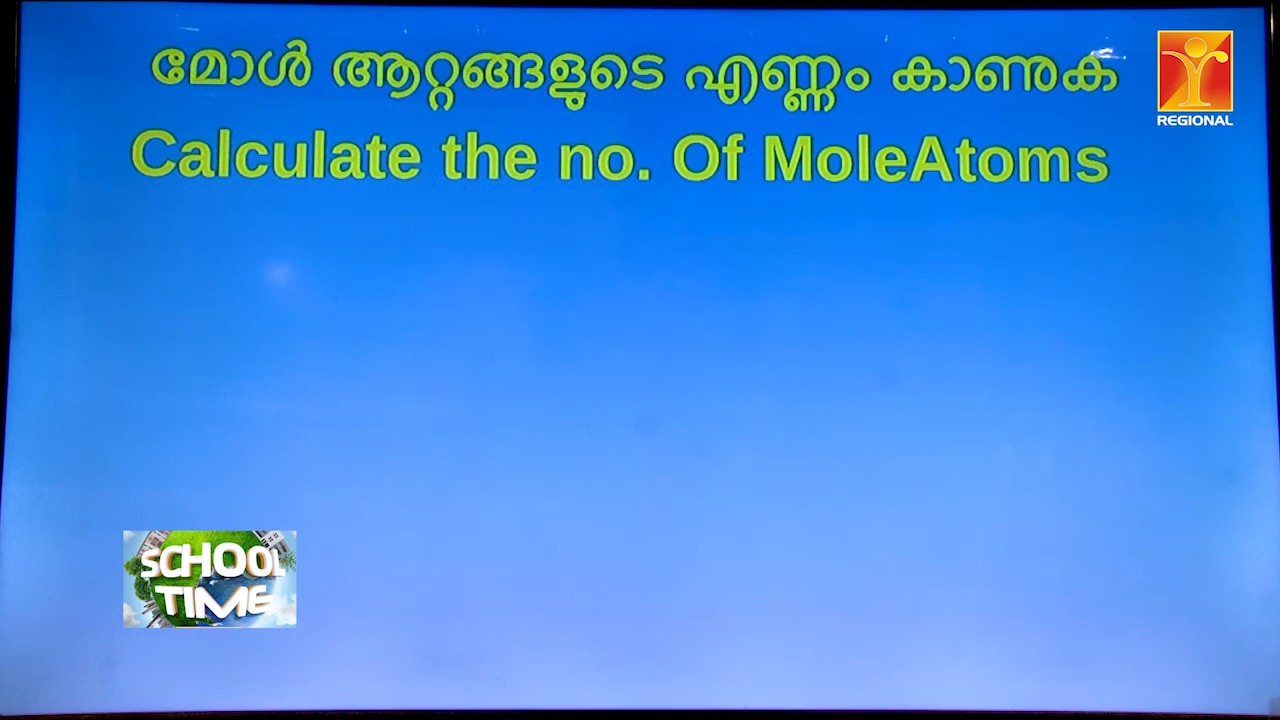 മോൾ ആറ്റങ്ങളുടെ എണ്ണം കാണുക
Calculate the no. Of MoleAtoms
REGIONAL
SCHOOL
TIME